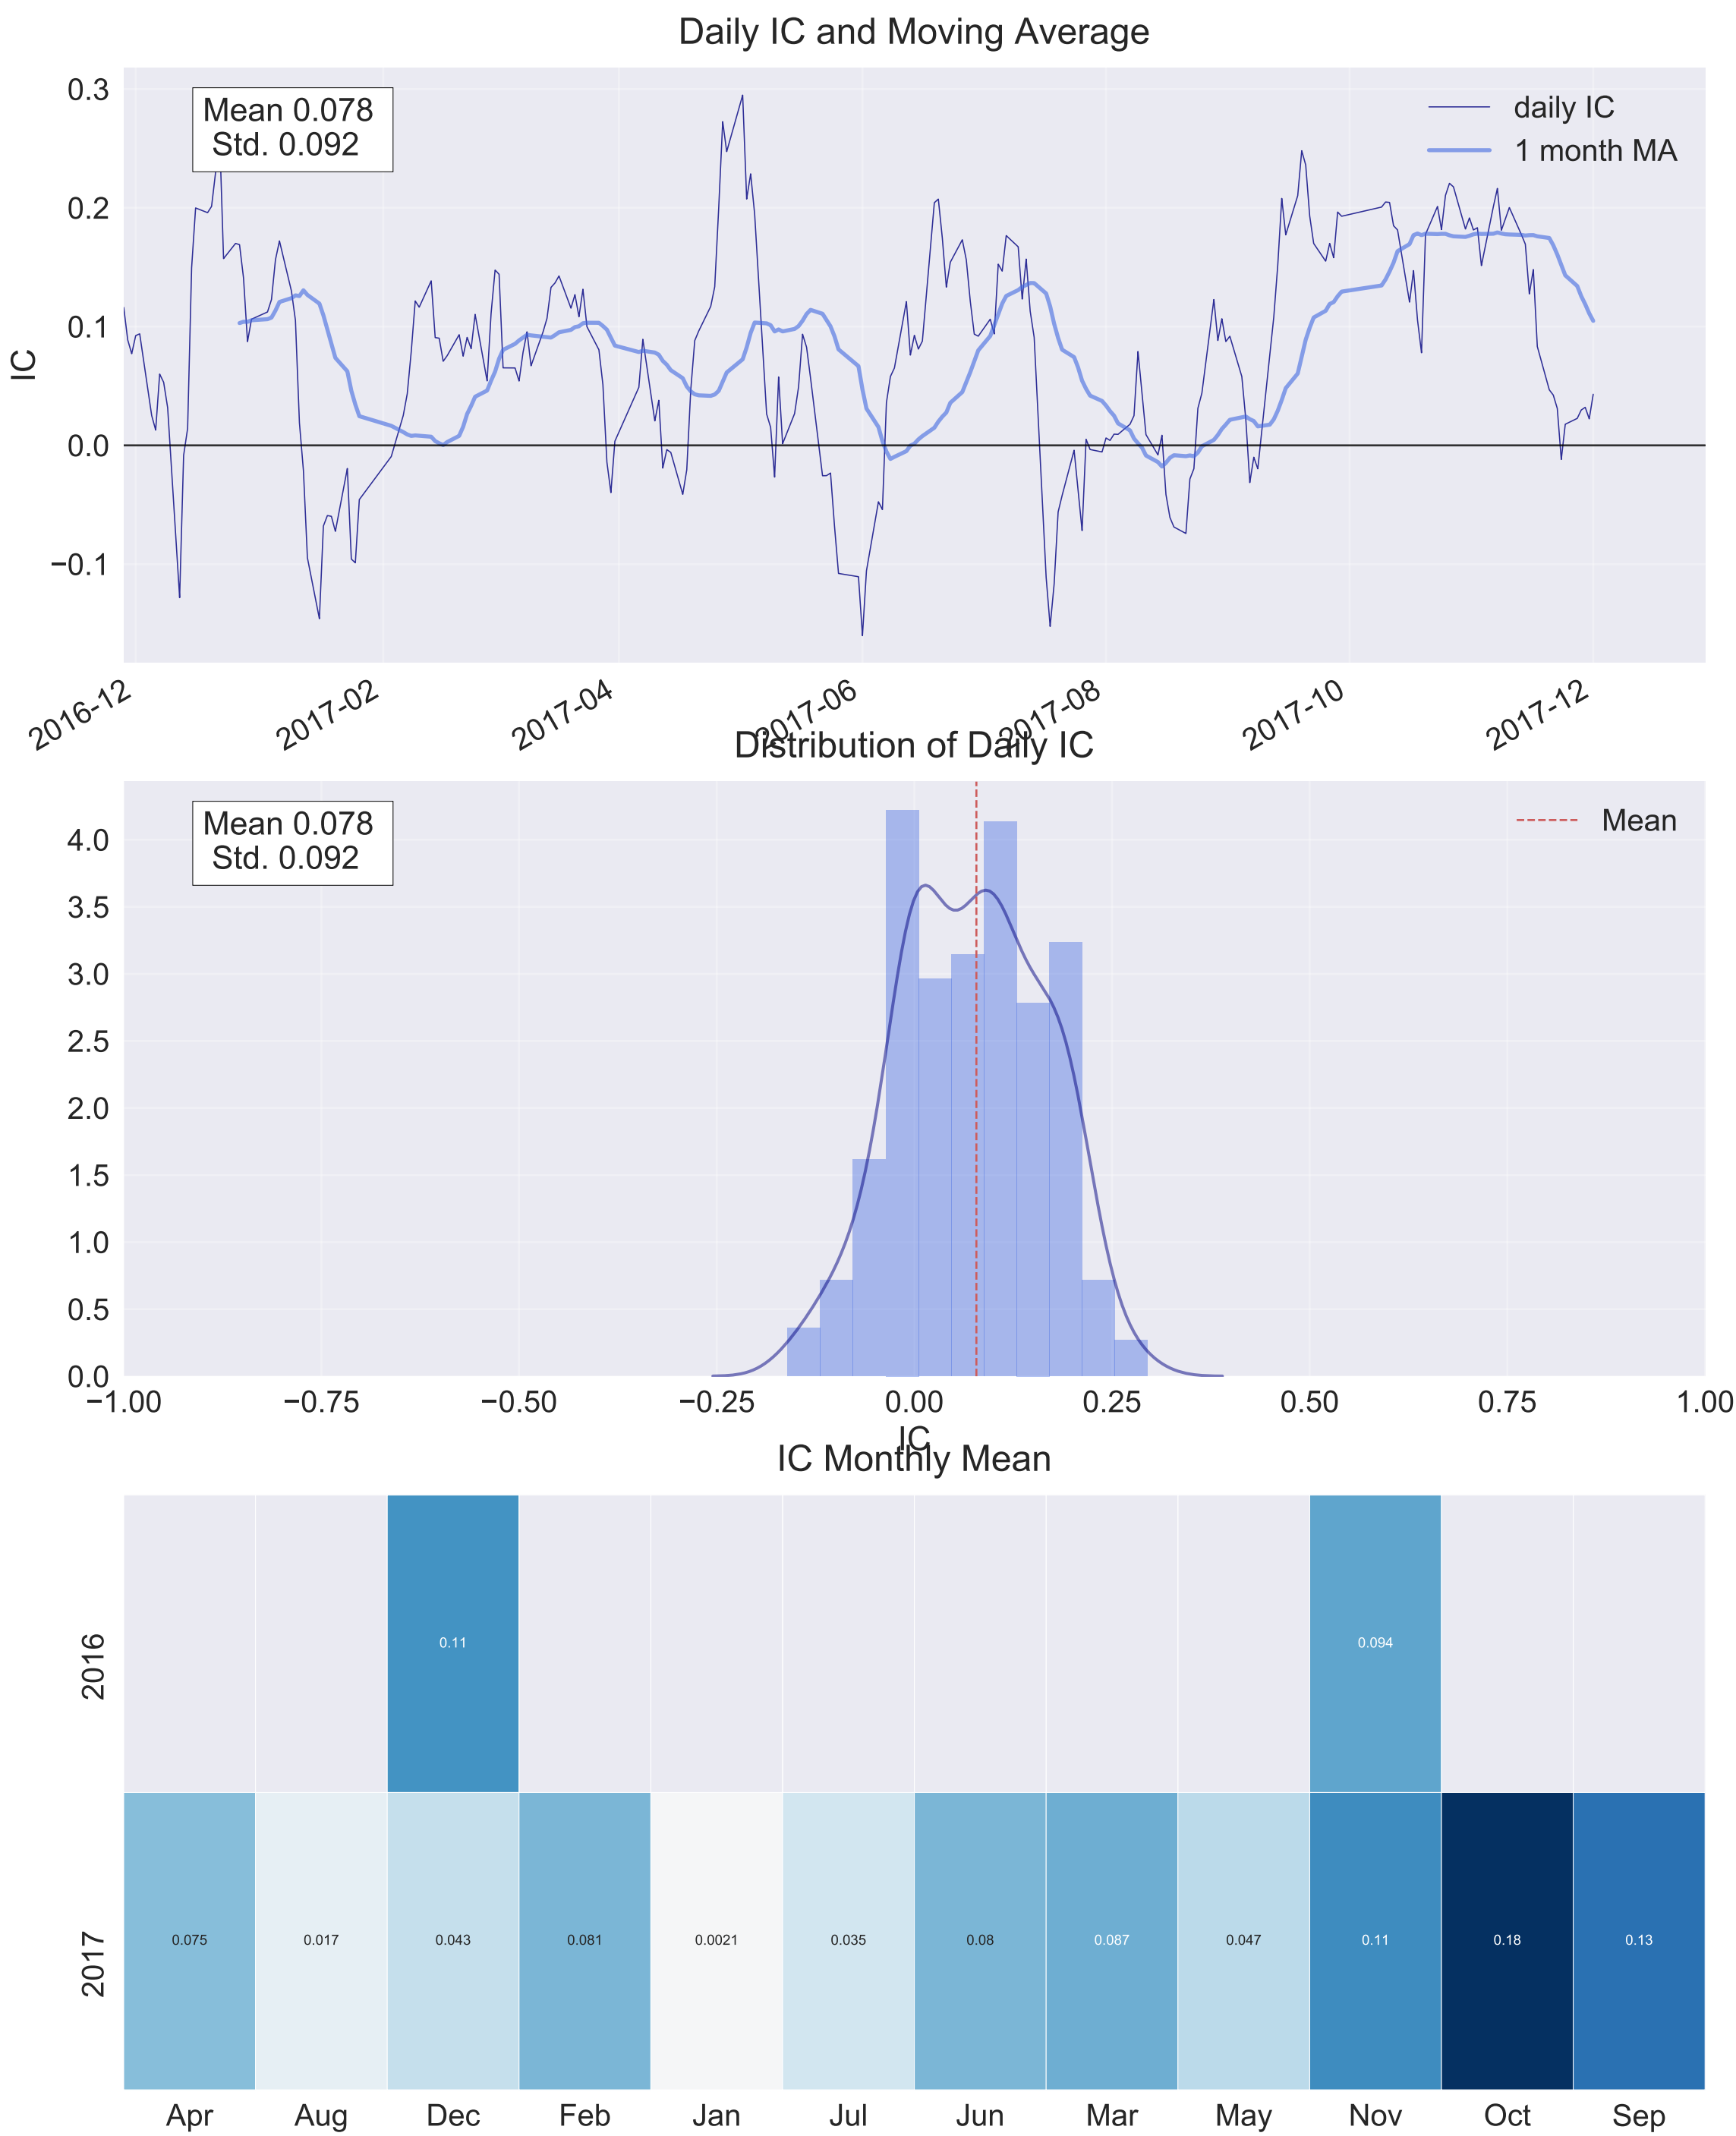 Daily IC and Moving Average
0.3
0.2
0.1
0.0
−0.1
IC
Mean 0.078
Std. 0.092
daily IC
1 month MA
2016-12
2017-02
2017-04
2017-06
2017-08
2017-10
2017-12
Distribution of Daily IC
Mean 0.078
Std. 0.092
Mean
4.0
3.5
3.0
2.5
2.0
1.5
1.0
0.5
0.0
−1.00 −0.75 −0.50 −0.25 0.00 0.25 0.50 0.75 1.00
IC
IC Monthly Mean
2016
0.11 0.094
2017
0.075 0.017 0.043 0.081 0.0021 0.035 0.08 0.087 0.047 0.11 0.18 0.13
Apr Aug Dec Feb Jan Jul Jun Mar May Nov Oct Sep